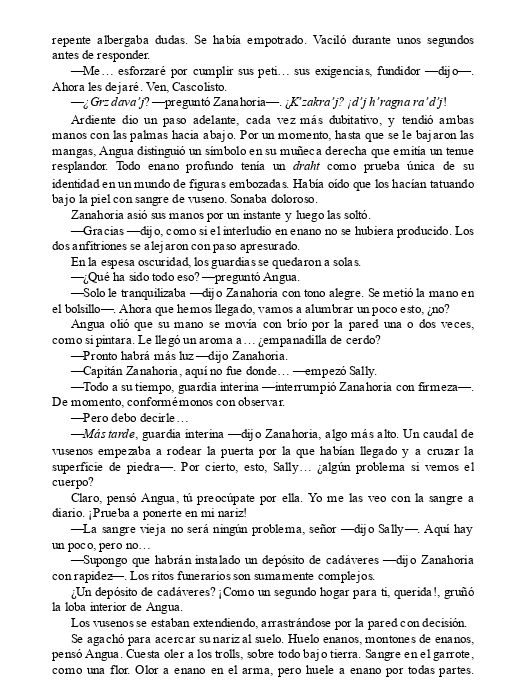 repente albergaba dudas. Se había empotrado. Vaciló durante unos segundos
antes de responder.
—Me… esforzaré por cumplir sus peti… sus exigencias, fundidor —dijo—.
Ahora les dejaré. Ven, Cascolisto.
—¿Grz dava’j? —preguntó Zanahoria—. ¿K’zakra’j? ¡d’j h’ragna ra’d’j!
Ardiente dio un paso adelante, cada vez más dubitativo, y tendió ambas
manos con las palmas hacia abajo. Por un momento, hasta que se le bajaron las
mangas, Angua distinguió un símbolo en su muñeca derecha que emitía un tenue
resplandor. Todo enano profundo tenía un draht como prueba única de su
identidad en un mundo de figuras embozadas. Había oído que los hacían tatuando
bajo la piel con sangre de vuseno. Sonaba doloroso.
Zanahoria asió sus manos por un instante y luego las soltó.
—Gracias —dijo, como si el interludio en enano no se hubiera producido. Los
dos anfitriones se alejaron con paso apresurado.
En la espesa oscuridad, los guardias se quedaron a solas.
—¿Qué ha sido todo eso? —preguntó Angua.
—Solo le tranquilizaba —dijo Zanahoria con tono alegre. Se metió la mano en
el bolsillo—. Ahora que hemos llegado, vamos a alumbrar un poco esto, ¿no?
Angua olió que su mano se movía con brío por la pared una o dos veces,
como si pintara. Le llegó un aroma a… ¿empanadilla de cerdo?
—Pronto habrá más luz —dijo Zanahoria.
—Capitán Zanahoria, aquí no fue donde… —empezó Sally.
—Todo a su tiempo, guardia interina —interrumpió Zanahoria con firmeza—.
De momento, conformémonos con observar.
—Pero debo decirle…
—Más tarde, guardia interina —dijo Zanahoria, algo más alto. Un caudal de
vusenos empezaba a rodear la puerta por la que habían llegado y a cruzar la
superficie de piedra—. Por cierto, esto, Sally… ¿algún problema si vemos el
cuerpo?
Claro, pensó Angua, tú preocúpate por ella. Yo me las veo con la sangre a
diario. ¡Prueba a ponerte en mi nariz!
—La sangre vieja no será ningún problema, señor —dijo Sally—. Aquí hay
un poco, pero no…
—Supongo que habrán instalado un depósito de cadáveres —dijo Zanahoria
con rapidez—. Los ritos funerarios son sumamente complejos.
¿Un depósito de cadáveres? ¡Como un segundo hogar para ti, querida!, gruñó
la loba interior de Angua.
Los vusenos se estaban extendiendo, arrastrándose por la pared con decisión.
Se agachó para acercar su nariz al suelo. Huelo enanos, montones de enanos,
pensó Angua. Cuesta oler a los trolls, sobre todo bajo tierra. Sangre en el garrote,
como una flor. Olor a enano en el arma, pero huele a enano por todas partes.